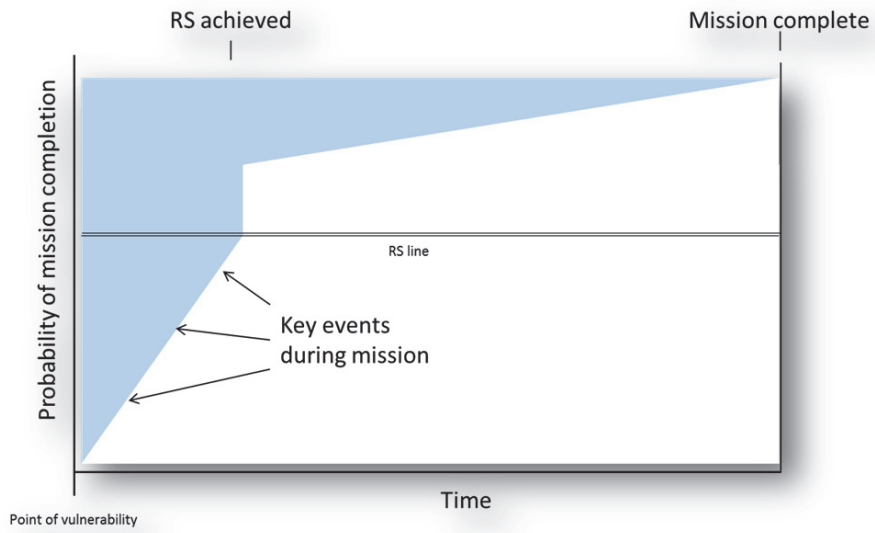 RS achieved
Mission complete
Probability of mission completion
RS line
Key events
during mission
Time
Point of vulnerability